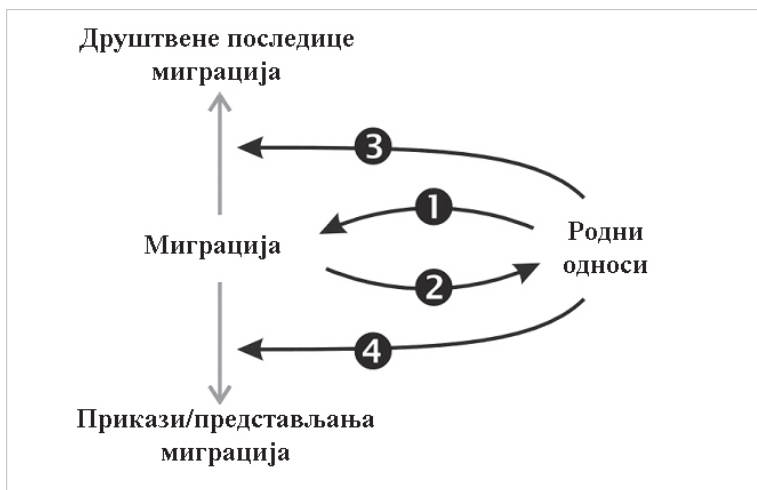 Друштвене последице
миграција
3
1
Миграција
Родни
односи
2
4
Прикази/представљања
миграција